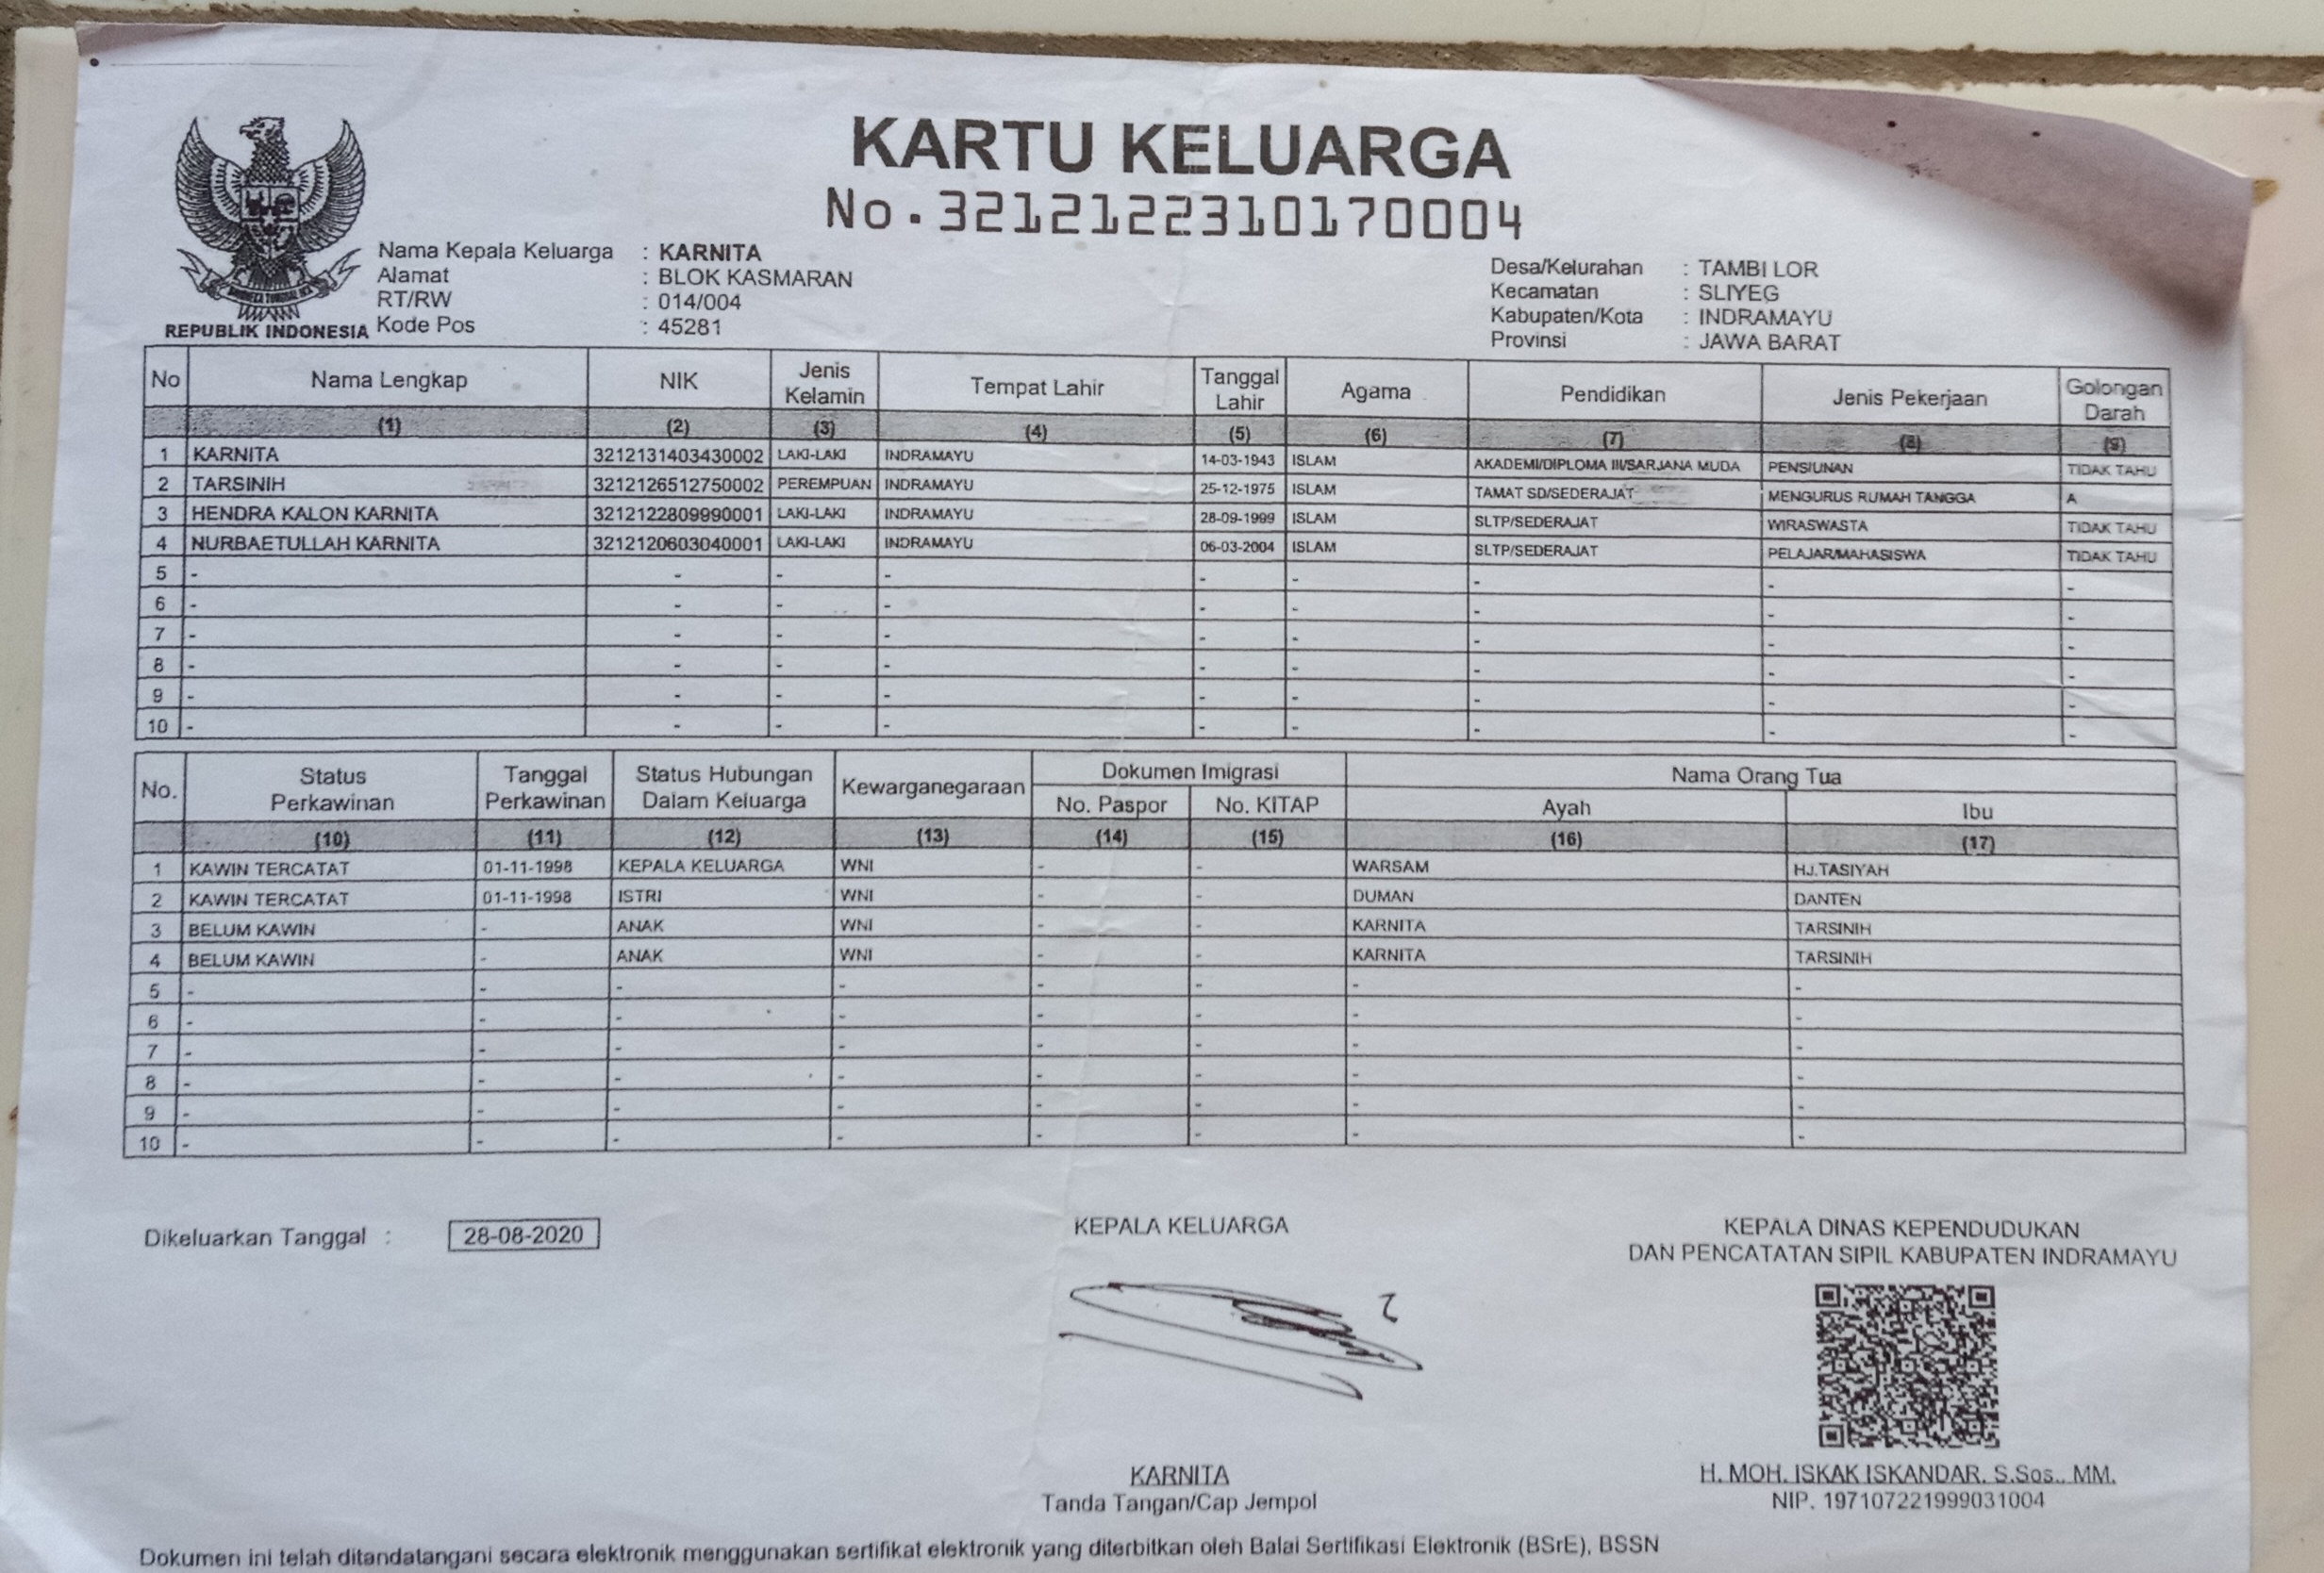 KARTU KELUARGA
No. 3212122310170004
REPUBLIK INDONESIA
Nama Kepala Keluarga : KARNITA
Alamat : BLOK KASMARAN
RT/RW : 014/004
Kode Pos : 45281
Desa/Kelurahan : TAMBI LOR
Kecamatan : SLIYEG
Kabupaten/Kota : INDRAMAYU
Provinsi : JAWA BARAT
No Nama Lengkap NIK Jenis Kelamin Tempat Lahir Tanggal Lahir Agama Pendidikan Jenis Pekerjaan Golongan Darah
(1) (2) (3) (4) (5) (6) (7) (8) (9)
1 KARNITA 3212131403430002 LAKI-LAKI INDRAMAYU 14-03-1943 ISLAM AKADEMI/DIPLOMA III/SARJANA MUDA PENSIUNAN TIDAK TAHU
2 TARSINIH 3212126512750002 PEREMPUAN INDRAMAYU 25-12-1975 ISLAM TAMAT SD/SEDERAJAT MENGURUS RUMAH TANGGA A
3 HENDRA KALON KARNITA 3212122809990001 LAKI-LAKI INDRAMAYU 28-09-1999 ISLAM SLTP/SEDERAJAT WIRASWASTA TIDAK TAHU
4 NURBAETULLAH KARNITA 3212120603040001 LAKI-LAKI INDRAMAYU 06-03-2004 ISLAM SLTP/SEDERAJAT PELAJAR/MAHASISWA TIDAK TAHU
5 - - - - - - - - -
6 - - - - - - - - -
7 - - - - - - - - -
8 - - - - - - - - -
9 - - - - - - - - -
10 - - - - - - - - -
No. Status Perkawinan Tanggal Perkawinan Status Hubungan Dalam Keluarga Kewarganegaraan Dokumen Imigrasi Nama Orang Tua
No. Paspor No. KITAP Ayah Ibu
(10) (11) (12) (13) (14) (15) (16) (17)
1 KAWIN TERCATAT 01-11-1998 KEPALA KELUARGA WNI - - WARSAM HJ.TASIYAH
2 KAWIN TERCATAT 01-11-1998 ISTRI WNI - - DUMAN DANTEN
3 BELUM KAWIN - ANAK WNI - - KARNITA TARSINIH
4 BELUM KAWIN - ANAK WNI - - KARNITA TARSINIH
5 - - - - - - - -
6 - - - - - - - -
7 - - - - - - - -
8 - - - - - - - -
9 - - - - - - - -
10 - - - - - - - -
Dikeluarkan Tanggal : 28-08-2020
KEPALA KELUARGA
KARNITA
Tanda Tangan/Cap Jempol
KEPALA DINAS KEPENDUDUKAN
DAN PENCATATAN SIPIL KABUPATEN INDRAMAYU
H. MOH. ISKAK ISKANDAR, S.Sos., MM.
NIP. 197107221999031004
Dokumen ini telah ditandatangani secara elektronik menggunakan sertifikat elektronik yang diterbitkan oleh Balai Sertifikasi Elektronik (BSrE), BSSN